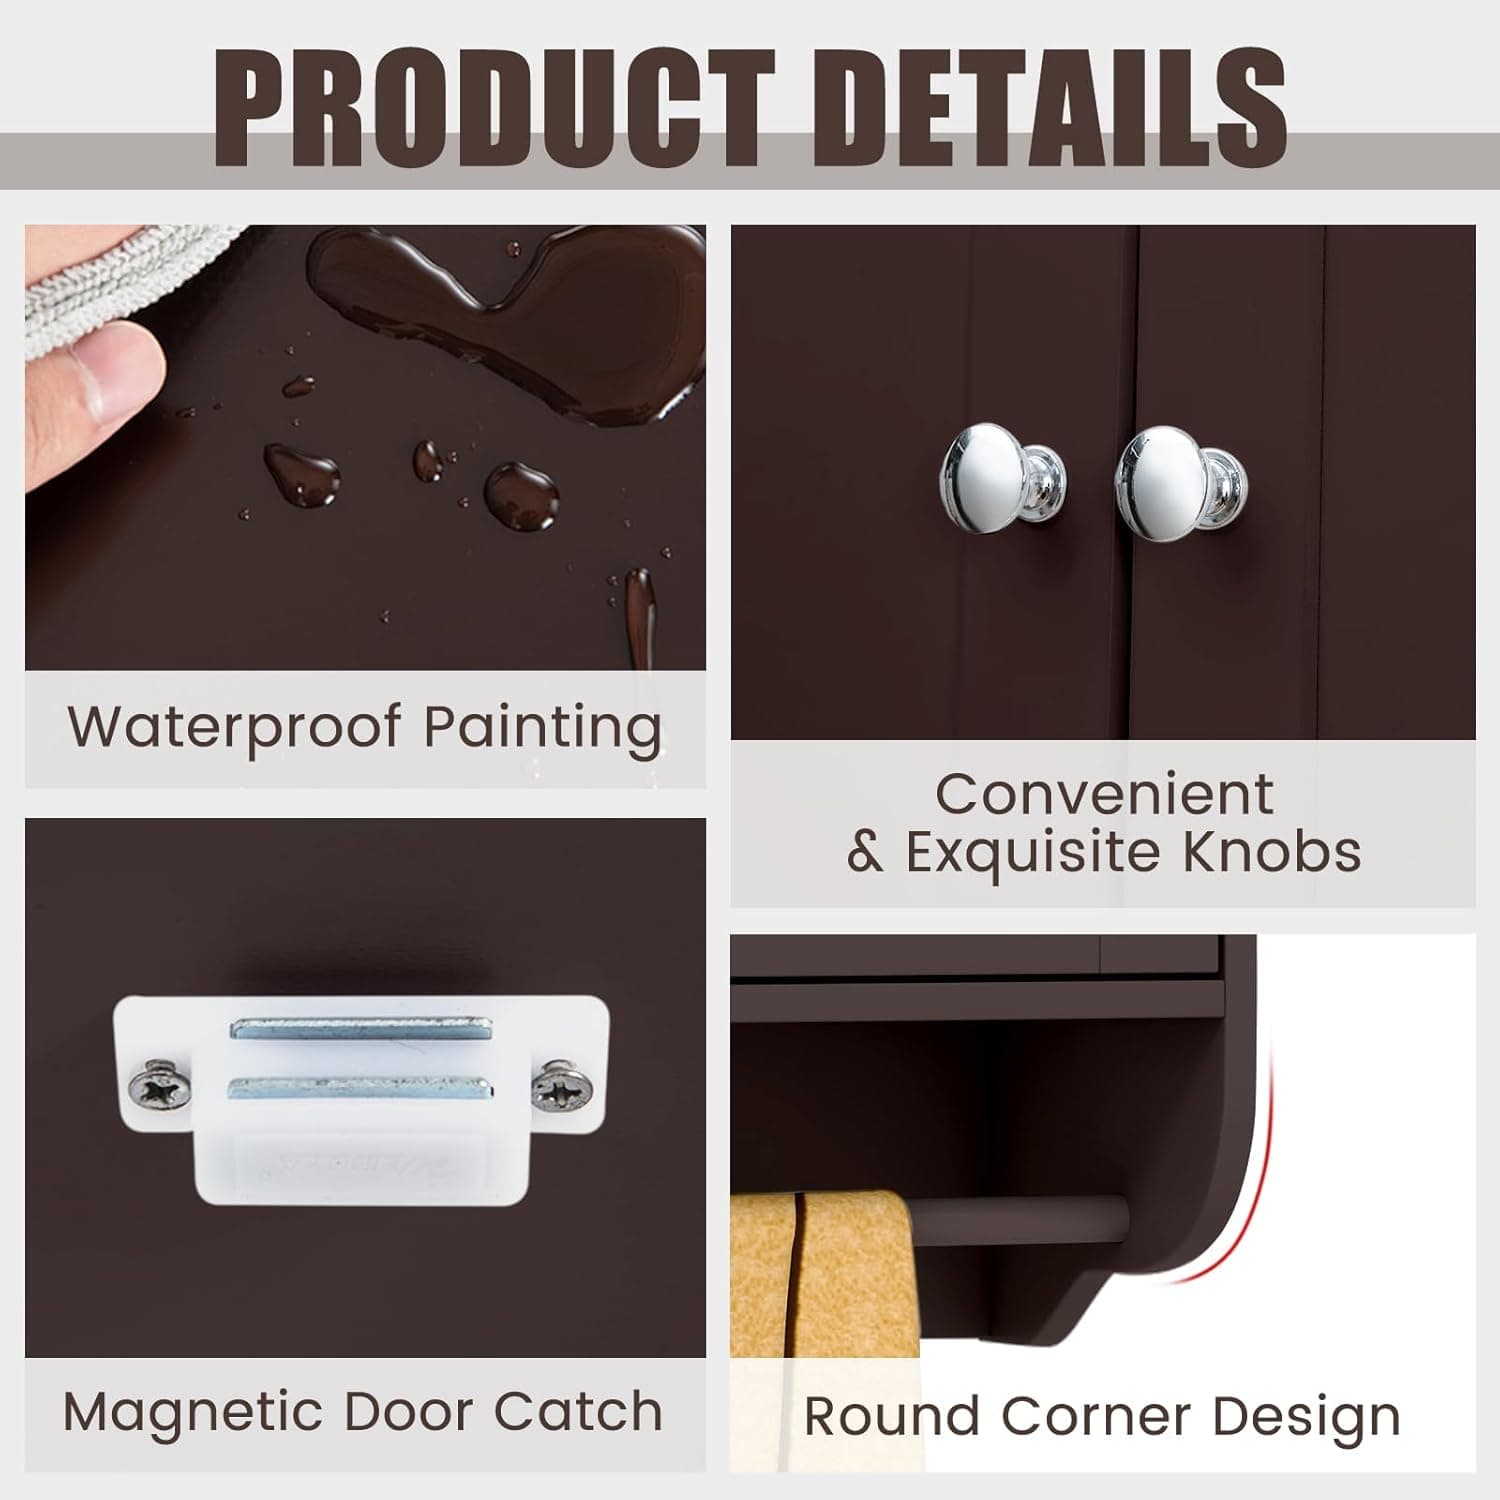 PRODUCT DETAILS
Waterproof Painting
Convenient
& Exquisite Knobs
Magnetic Door Catch
Round Corner Design